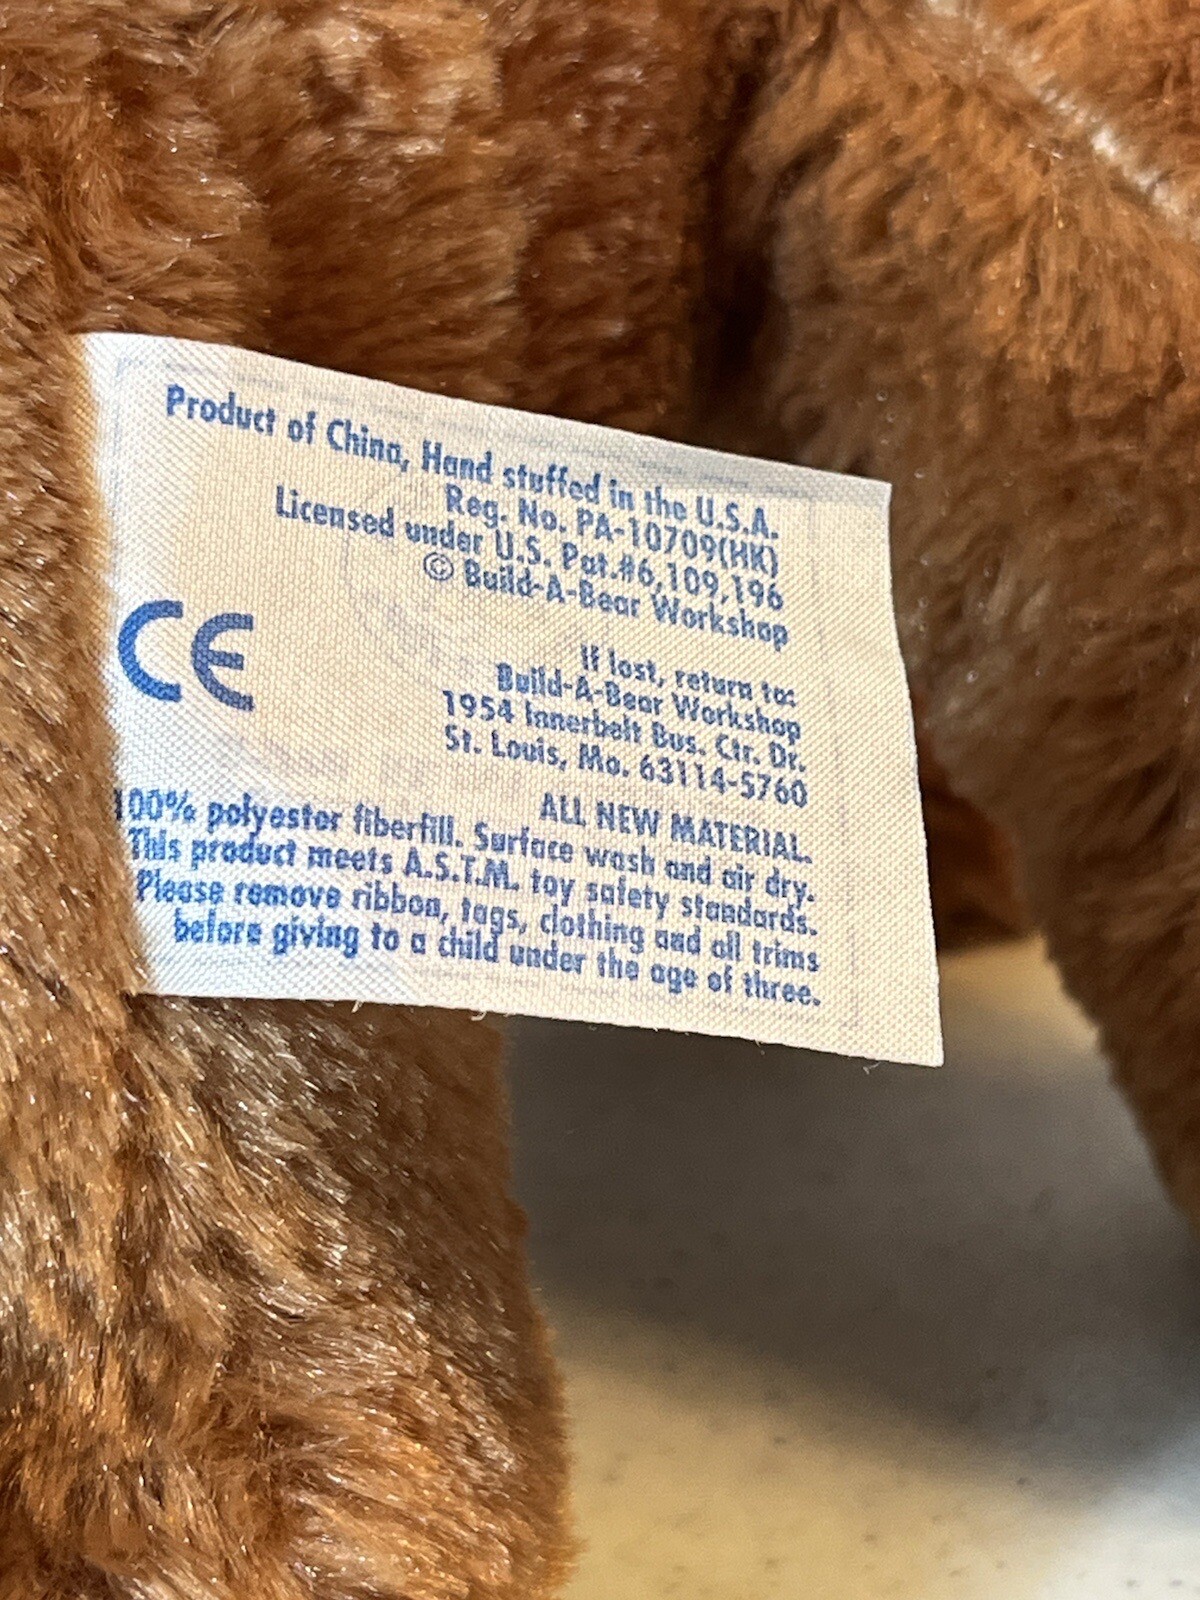 Product of China, Hand stuffed in the U.S.A.
Reg. No. PA-10709(HK)
Licensed under U.S. Pat.#6,109,196
© Build-A-Bear Workshop
CE
If lost, return to:
Build-A-Bear Workshop
1954 Innerbelt Bus. Ctr. Dr.
St. Louis, Mo. 63114-5760
ALL NEW MATERIAL.
100% polyester fiberfill. Surface wash and air dry.
This product meets A.S.T.M. toy safety standards.
Please remove ribbon, tags, clothing and all trims
before giving to a child under the age of three.